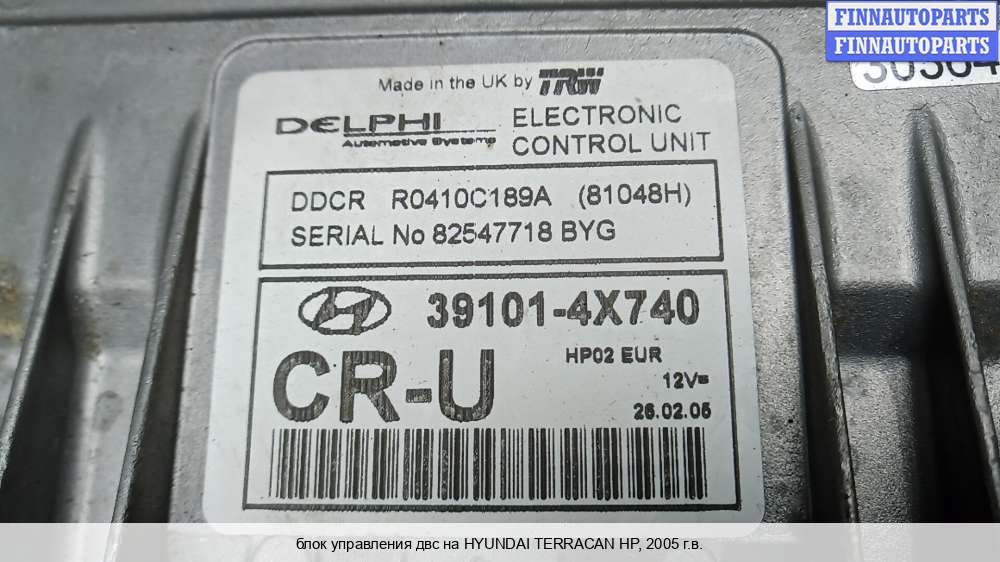 FINNAUTOPARTS
FINNAUTOPARTS
Made in the UK by TRW
DELPHI
Automotive Systems
ELECTRONIC
CONTROL UNIT
DDCR R0410C189A (81048H)
SERIAL No 82547718 BYG
39101-4X740
CR-U
HP02 EUR
12V=
26.02.05
блок управления двс на HYUNDAI TERRACAN HP, 2005 г.в.